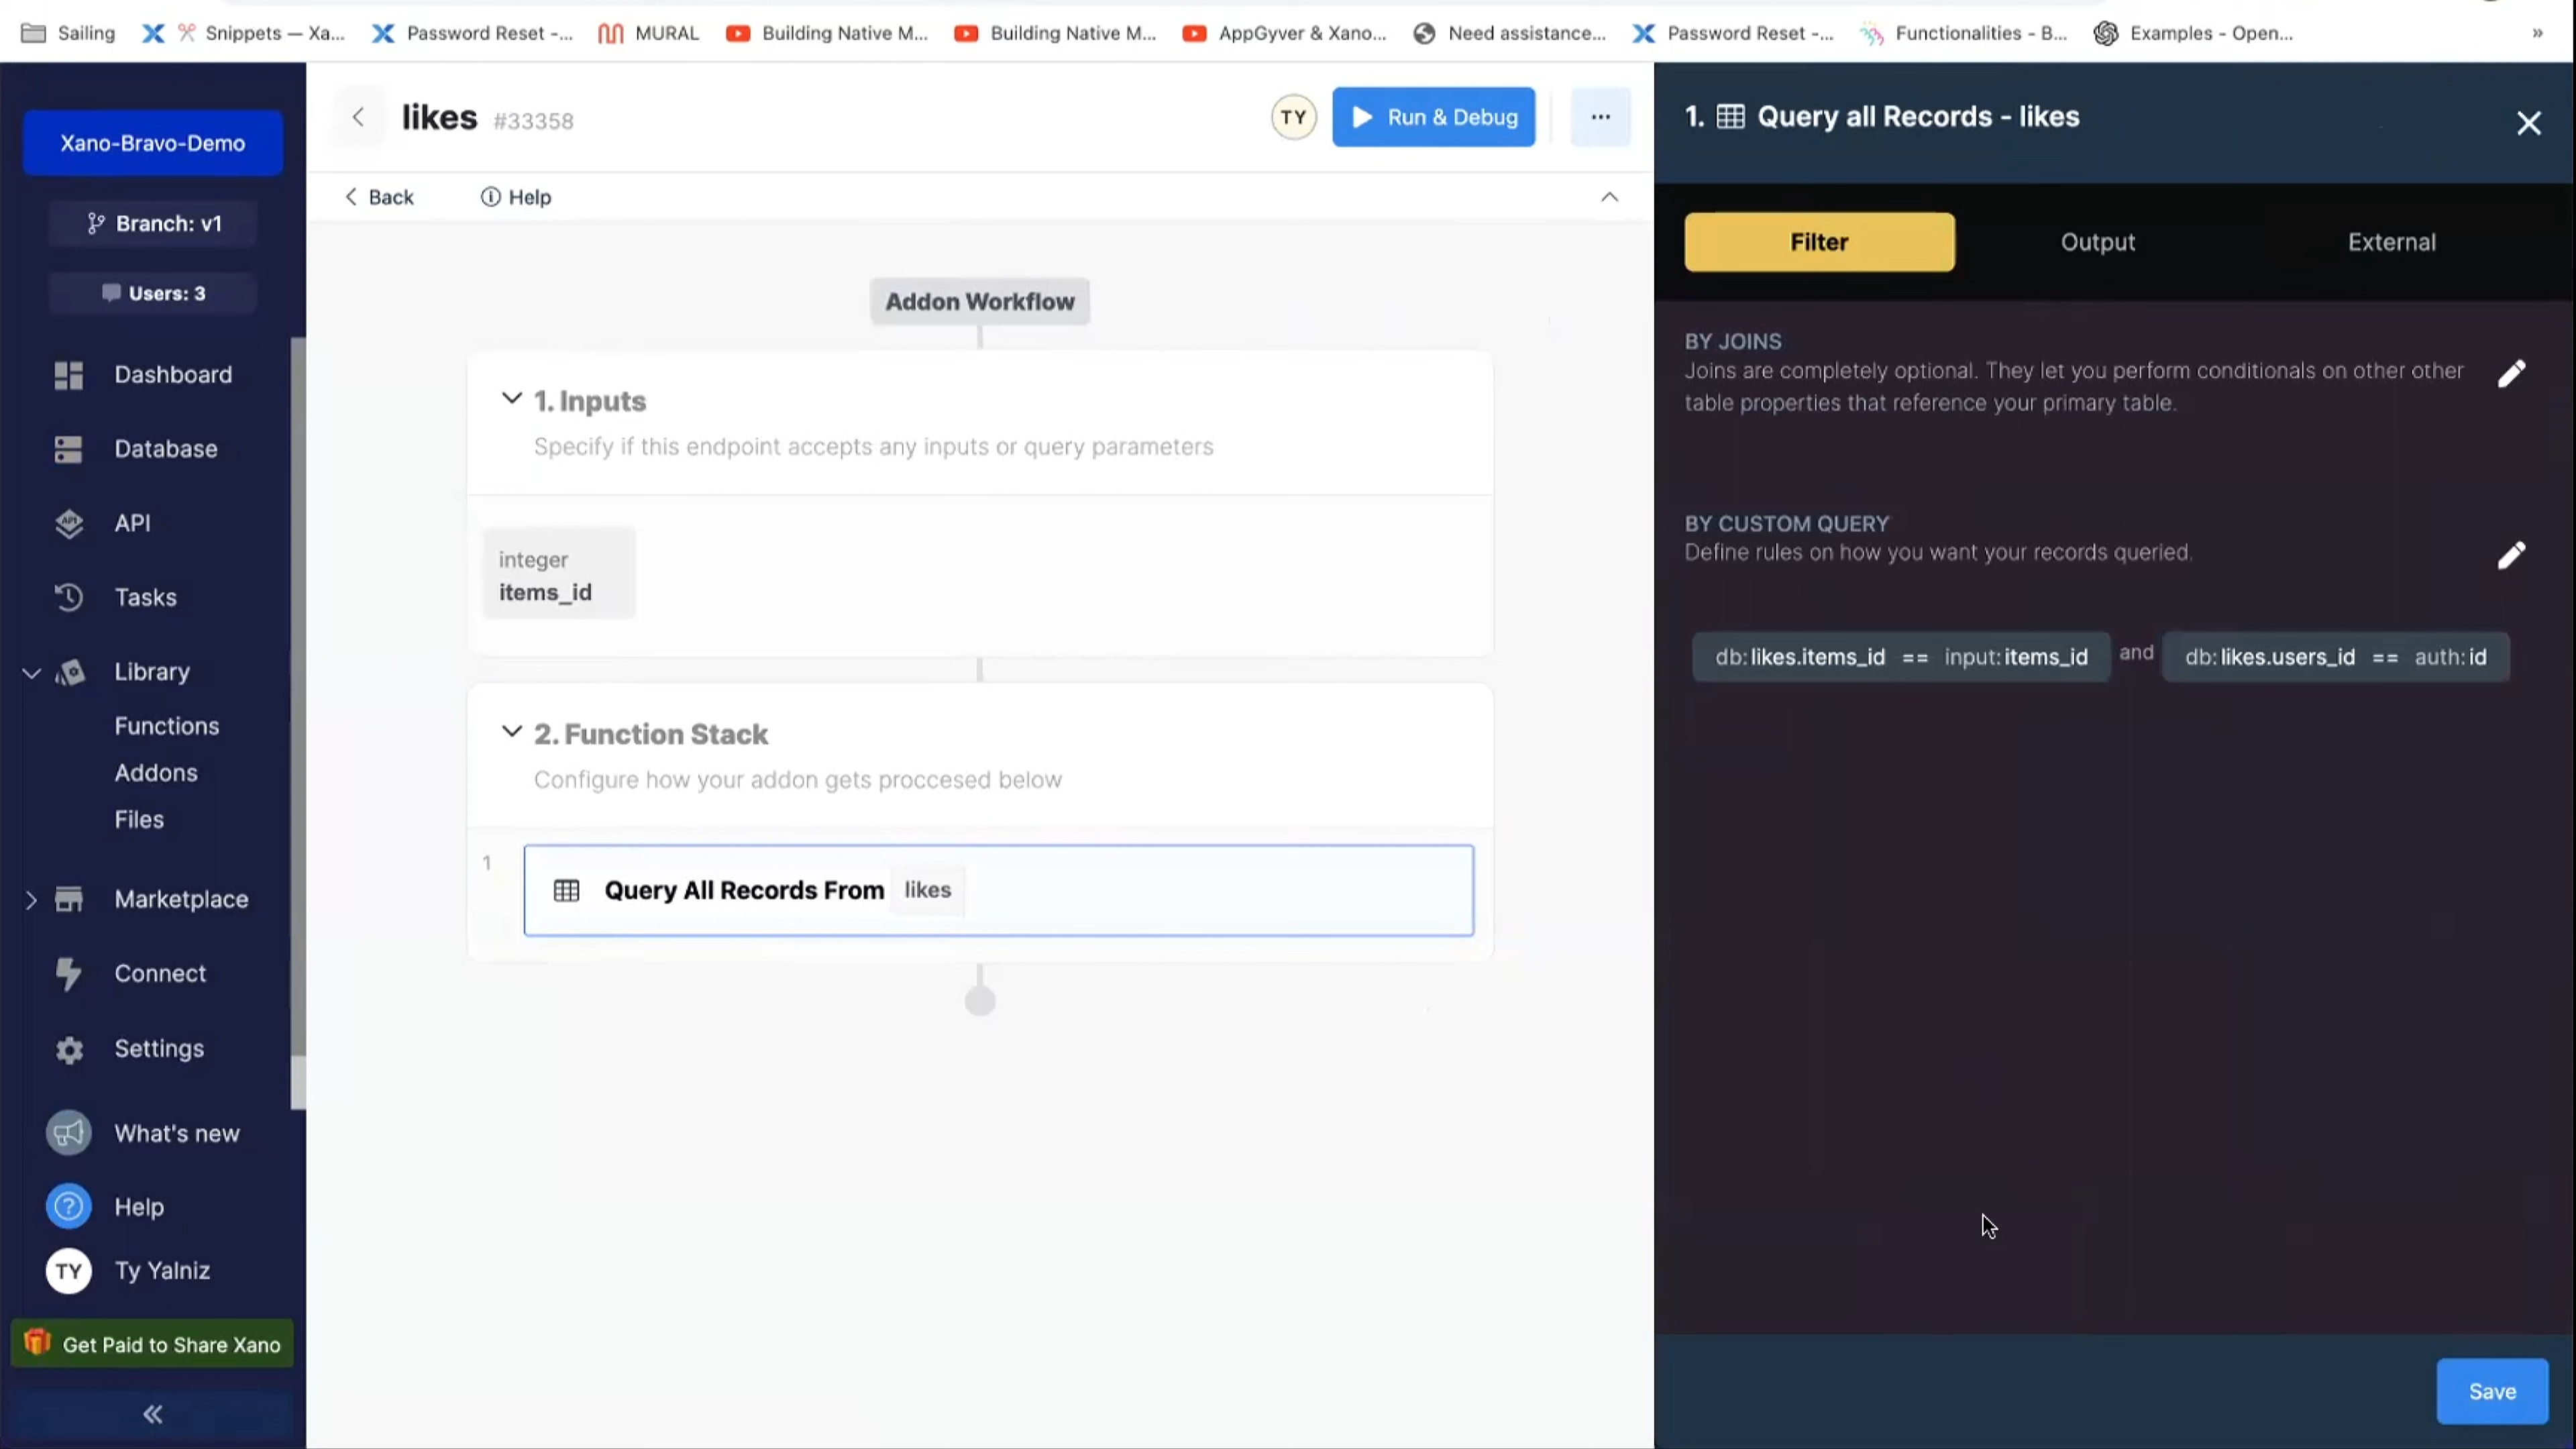 Sailing
Snippets — Xa...
Password Reset -...
MURAL
Building Native M...
Building Native M...
AppGyver & Xano...
Need assistance...
Password Reset -...
Functionalities - B...
Examples - Open...
»
Xano-Bravo-Demo
Branch: v1
Users: 3
Dashboard
Database
API
API
Tasks
Library
Functions
Addons
Files
Marketplace
Connect
Settings
What's new
Help
TY Ty Yalniz
Get Paid to Share Xano
likes #33358
TY
Run & Debug
...
Back
Help
Addon Workflow
1. Inputs
Specify if this endpoint accepts any inputs or query parameters
integer
items_id
2. Function Stack
Configure how your addon gets proccesed below
1
Query All Records From likes
1. Query all Records - likes
Filter
Output
External
BY JOINS
Joins are completely optional. They let you perform conditionals on other other
table properties that reference your primary table.
BY CUSTOM QUERY
Define rules on how you want your records queried.
db:likes.items_id == input:items_id and db:likes.users_id == auth:id
Save